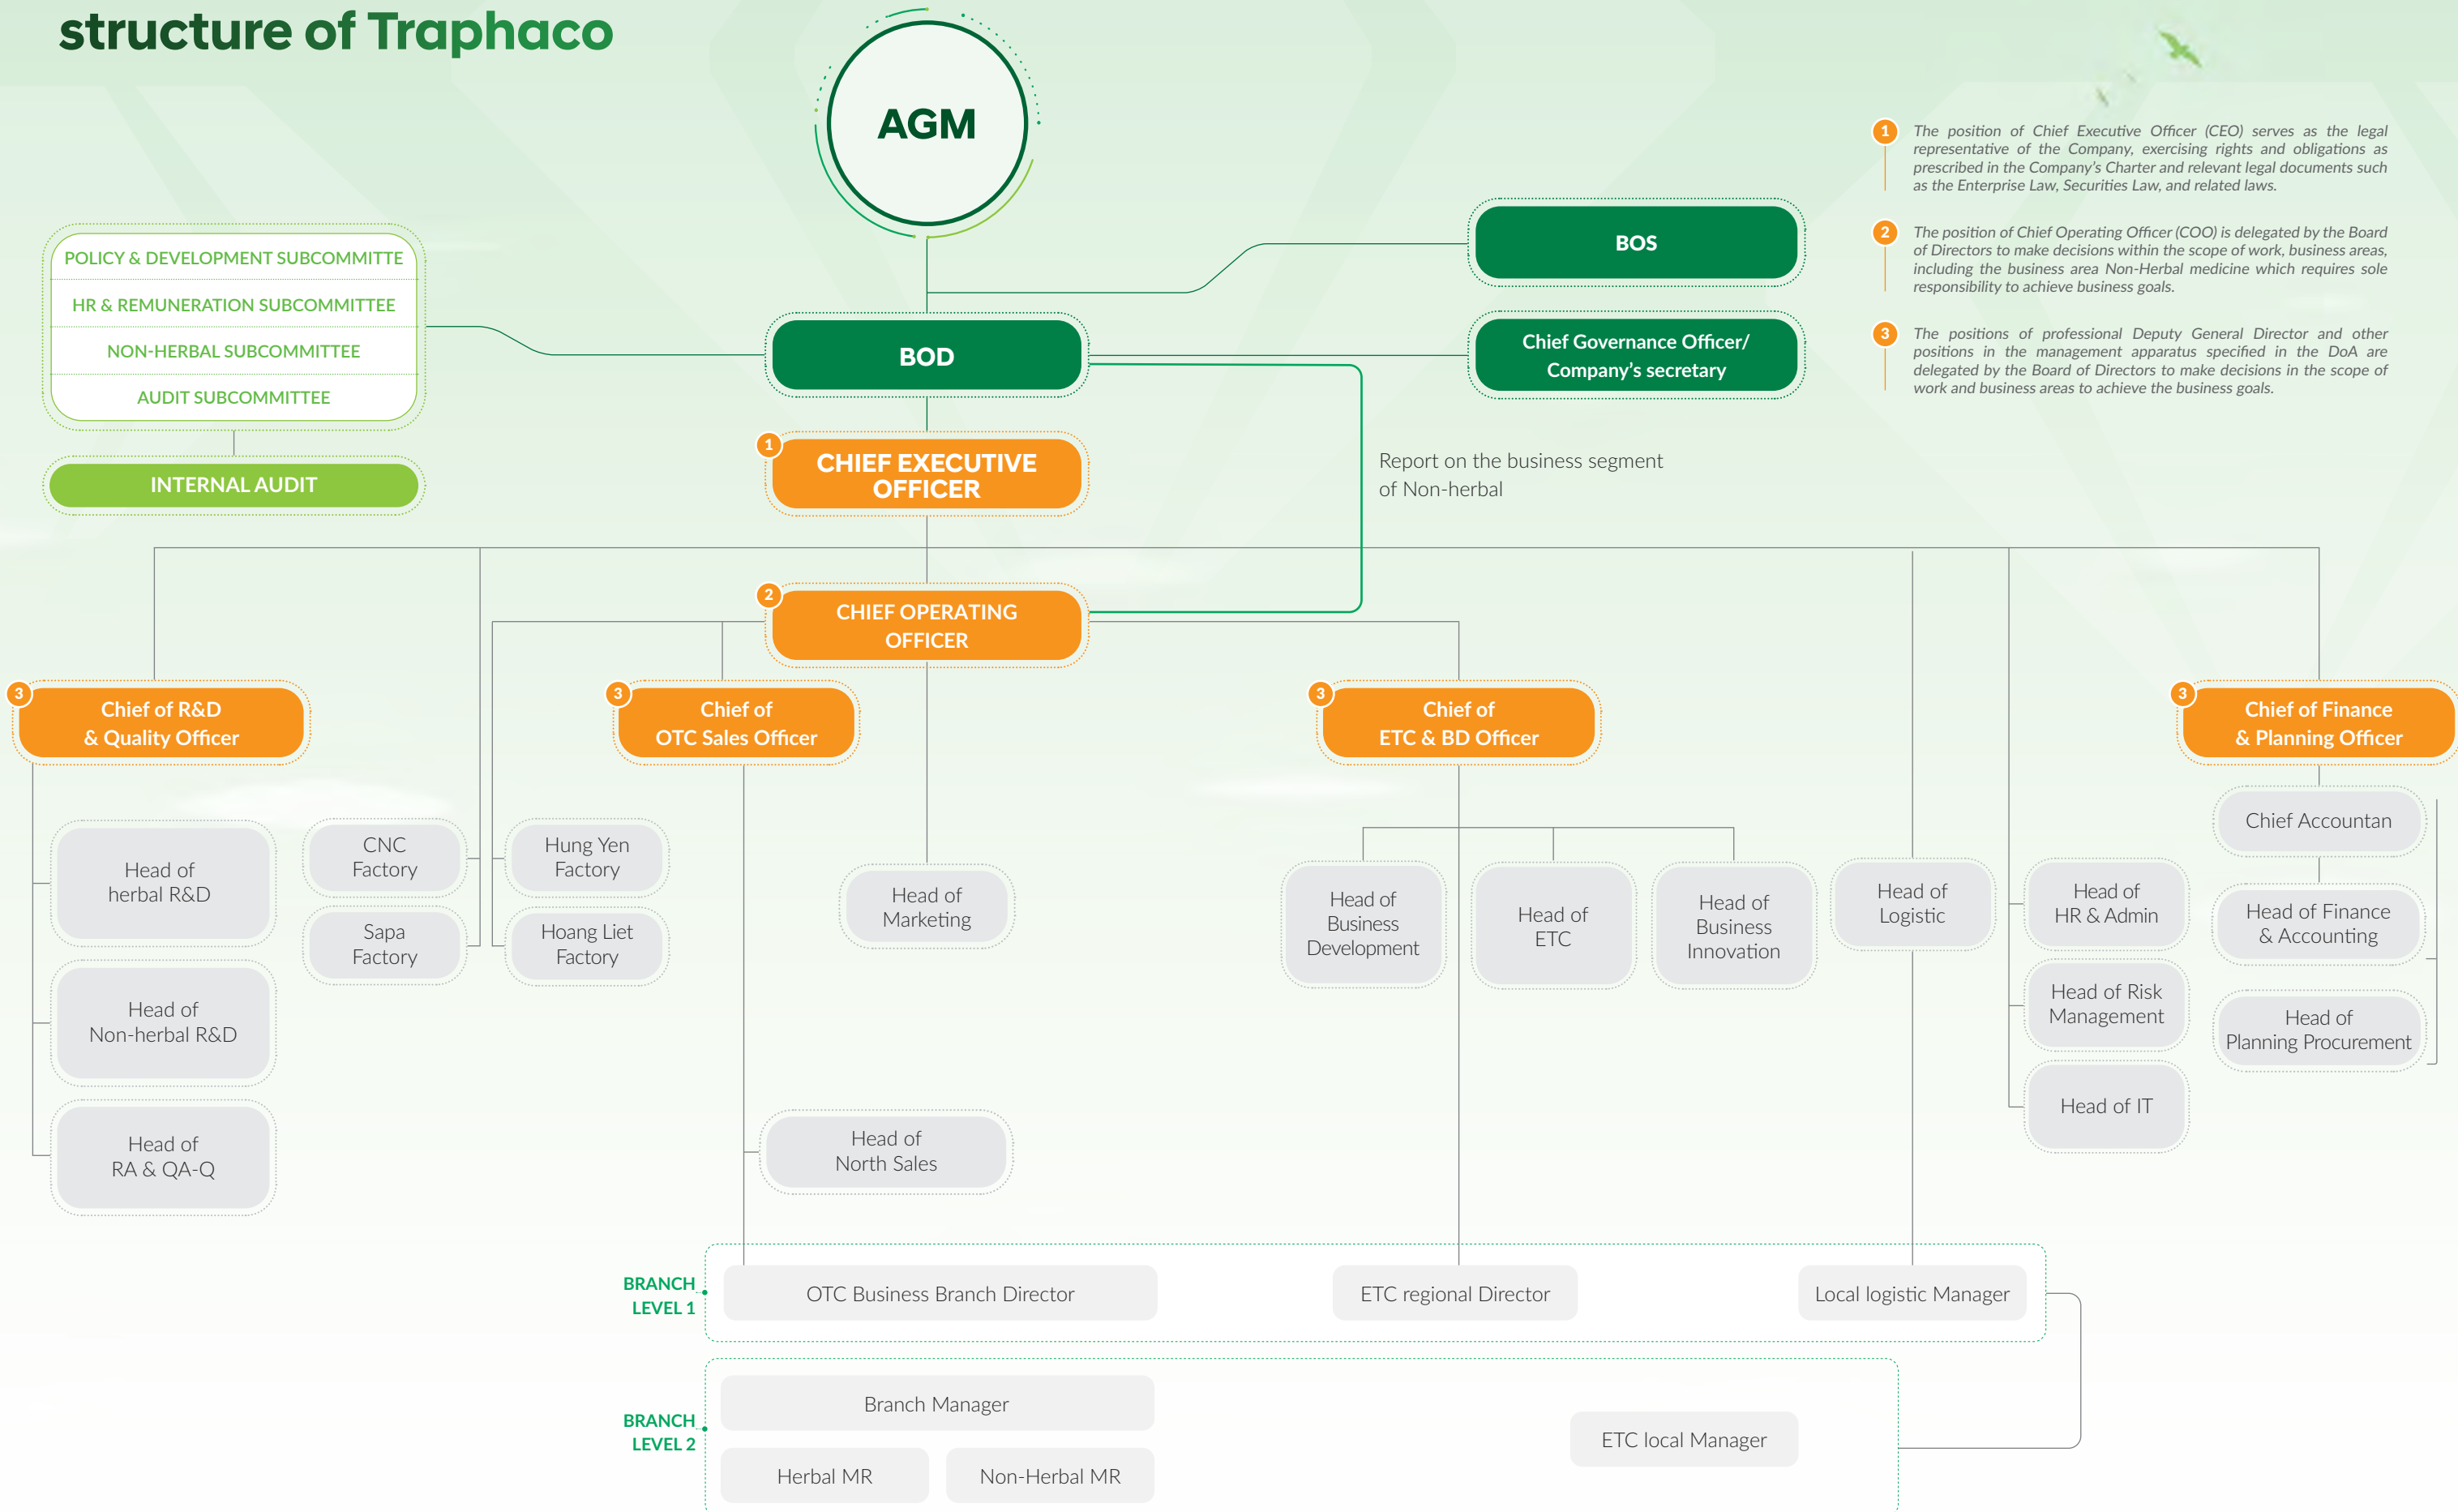 structure of Traphaco
AGM
1
The position of Chief Executive Officer (CEO) serves as the legal
representative of the Company, exercising rights and obligations as
prescribed in the Company's Charter and relevant legal documents such
as the Enterprise Law, Securities Law, and related laws.
2
The position of Chief Operating Officer (COO) is delegated by the Board
of Directors to make decisions within the scope of work, business areas,
including the business area Non-Herbal medicine which requires sole
responsibility to achieve business goals.
3
The positions of professional Deputy General Director and other
positions in the management apparatus specified in the DoA are
delegated by the Board of Directors to make decisions in the scope of
work and business areas to achieve the business goals.
POLICY & DEVELOPMENT SUBCOMMITTE
HR & REMUNERATION SUBCOMMITTEE
NON-HERBAL SUBCOMMITTEE
AUDIT SUBCOMMITTEE
INTERNAL AUDIT
BOS
BOD
Chief Governance Officer/
Company's secretary
1
CHIEF EXECUTIVE
OFFICER
Report on the business segment
of Non-herbal
2
CHIEF OPERATING
OFFICER
3
Chief of R&D
& Quality Officer
3
Chief of
OTC Sales Officer
3
Chief of
ETC & BD Officer
3
Chief of Finance
& Planning Officer
Head of
herbal R&D
Head of
Non-herbal R&D
Head of
RA & QA-Q
CNC
Factory
Sapa
Factory
Hung Yen
Factory
Hoang Liet
Factory
Head of
Marketing
Head of
North Sales
Head of
Business
Development
Head of
ETC
Head of
Business
Innovation
Head of
Logistic
Head of
HR & Admin
Head of Risk
Management
Head of IT
Chief Accountan
Head of Finance
& Accounting
Head of
Planning Procurement
BRANCH
LEVEL 1
OTC Business Branch Director
ETC regional Director
Local logistic Manager
BRANCH
LEVEL 2
Branch Manager
Herbal MR
Non-Herbal MR
ETC local Manager